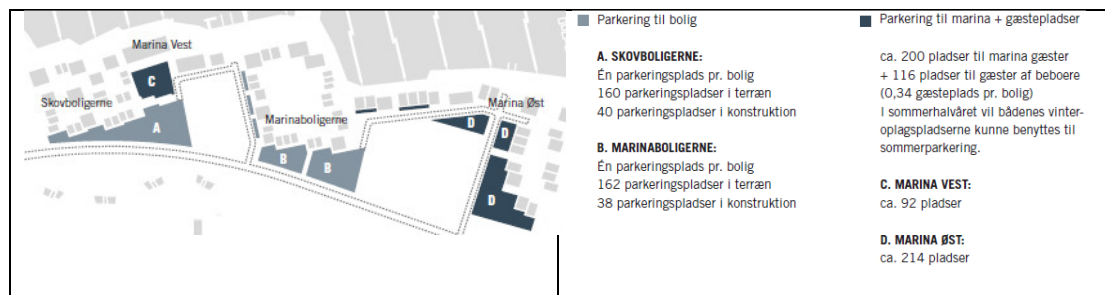 Marina Vest
C
Skovboligerne
A
Marinaboligerne
B
B
Marina Øst
D
D
D
Parkering til bolig
A. SKOVBOLIGERNE:
Én parkeringsplads pr. bolig
160 parkeringspladser i terræn
40 parkeringspladser i konstruktion
B. MARINABOLIGERNE:
Én parkeringsplads pr. bolig
162 parkeringspladser i terræn
38 parkeringspladser i konstruktion
Parkering til marina + gæstepladser
ca. 200 pladser til marina gæster
+ 116 pladser til gæster af beboere
(0,34 gæsteplads pr. bolig)
I sommerhalvåret vil bådenes vinter-
oplagspladserne kunne benyttes til
sommerparkering.
C. MARINA VEST:
ca. 92 pladser
D. MARINA ØST:
ca. 214 pladser